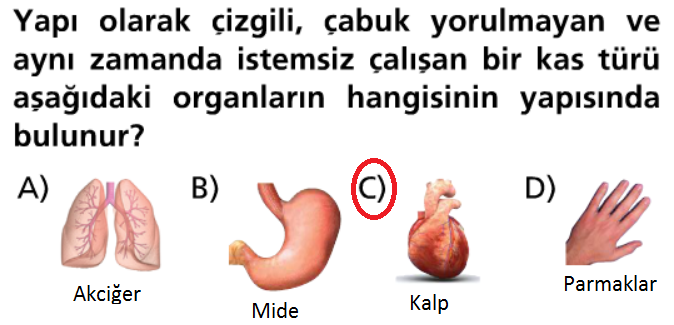 Yapı olarak çizgili, çabuk yorulmayan ve
aynı zamanda istemsiz çalışan bir kas türü
aşağıdaki organların hangisinin yapısında
bulunur?
A) B) C) D)
Akciğer Mide Kalp Parmaklar